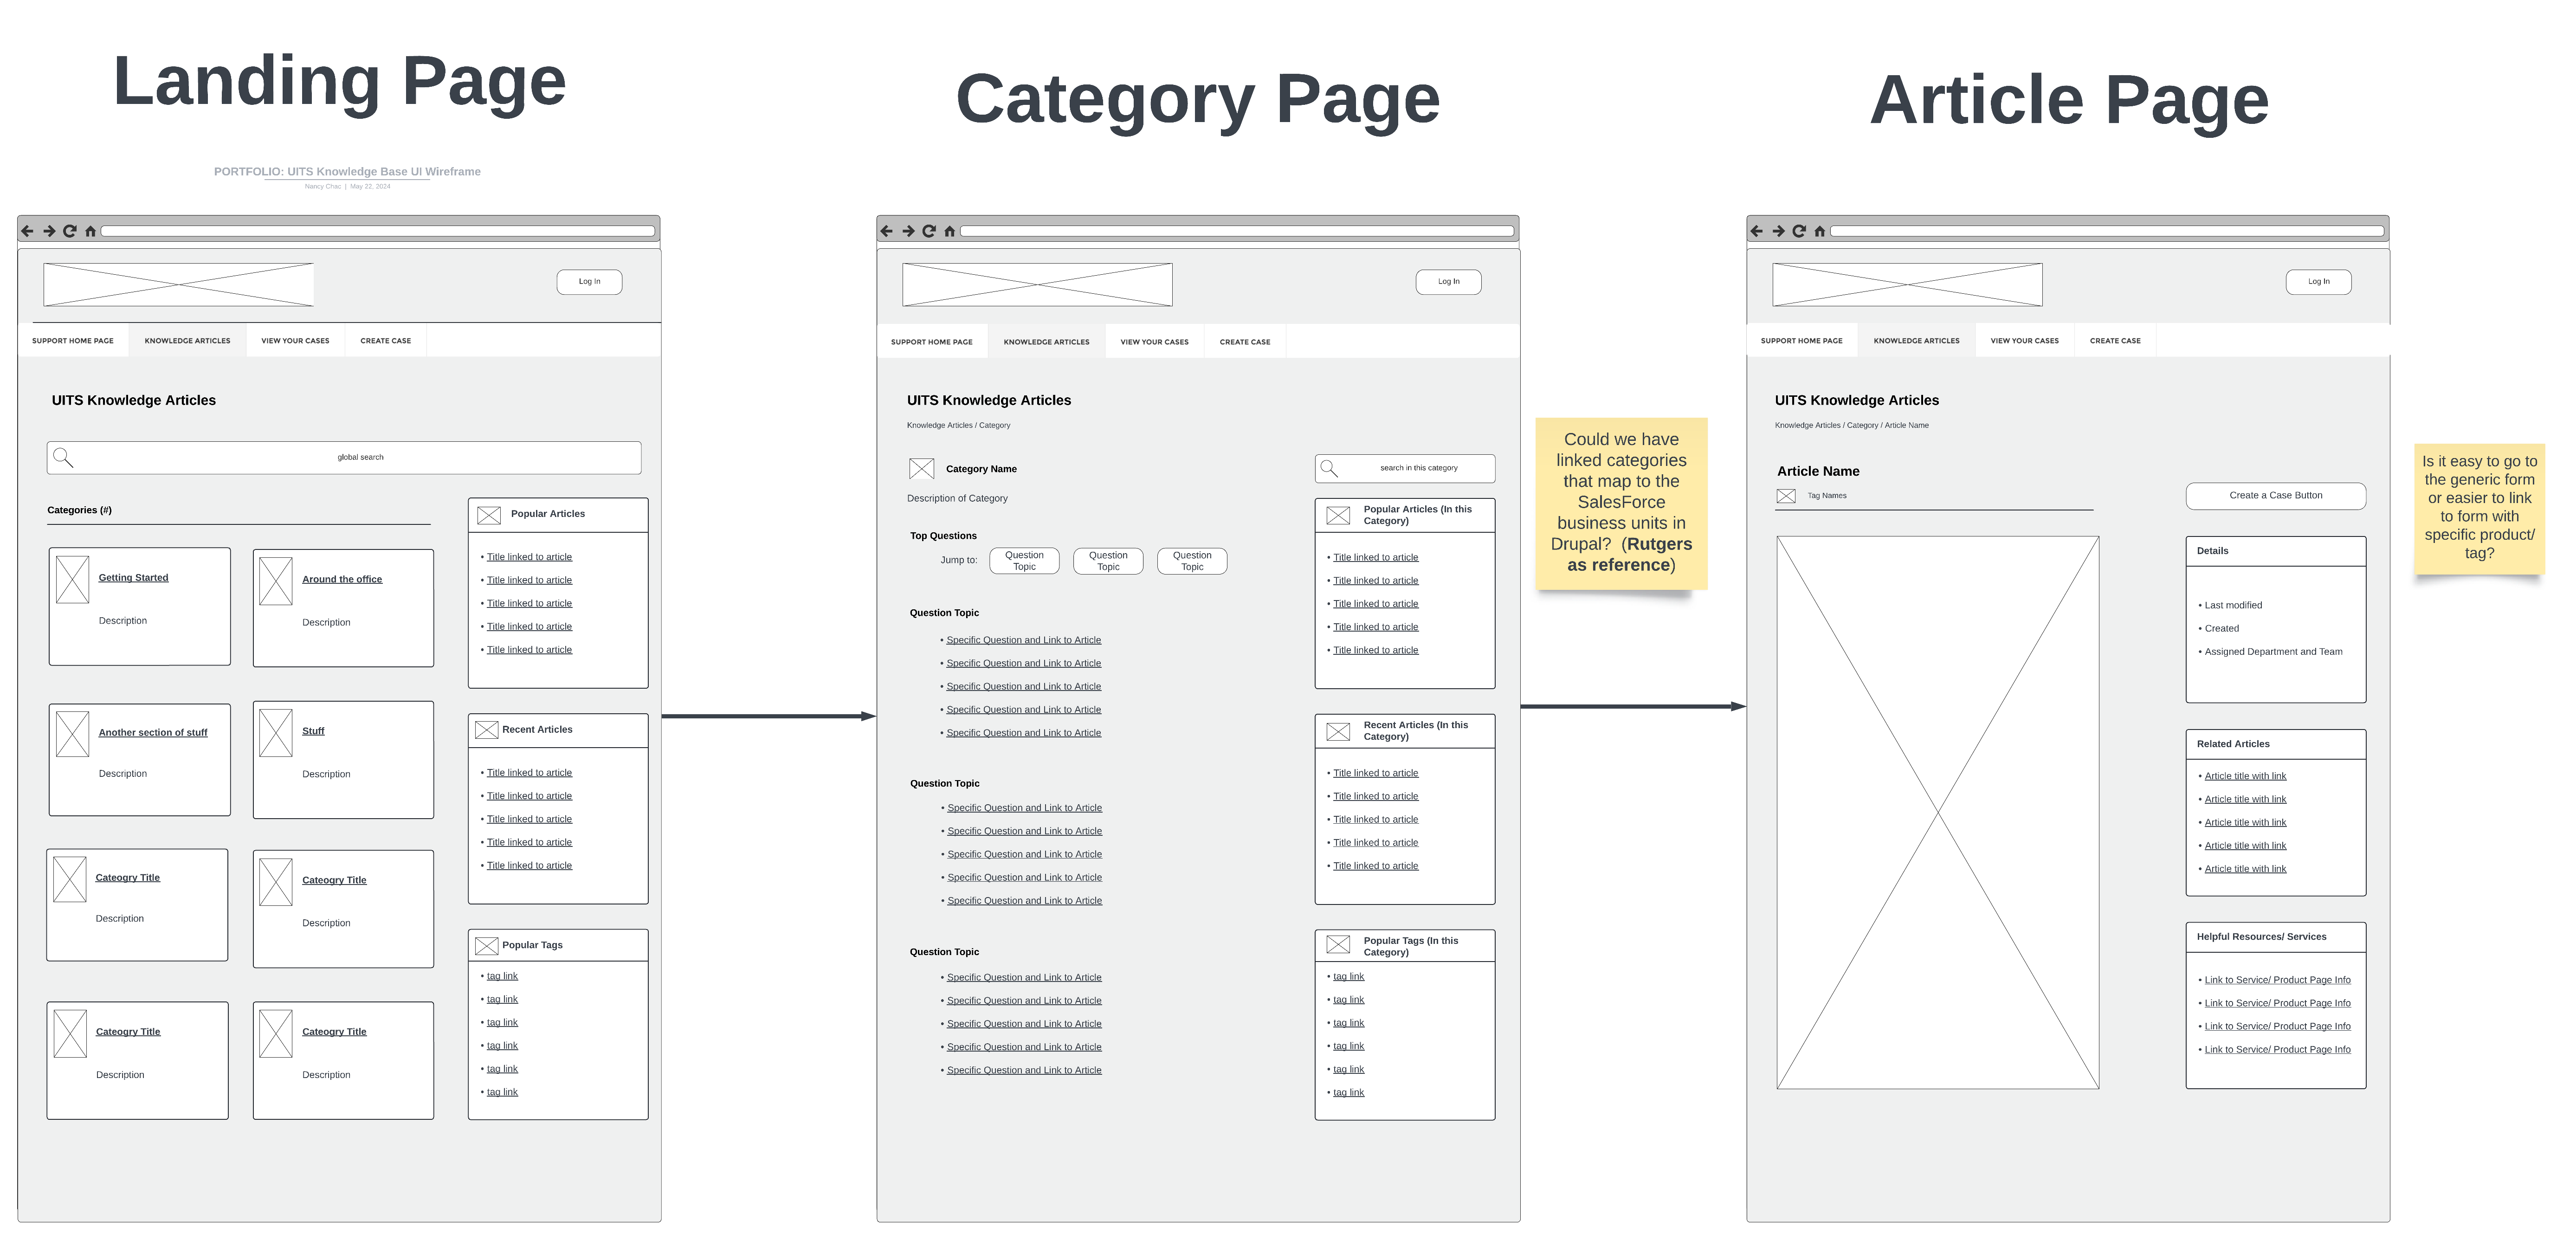 Landing Page
PORTFOLIO: UITS Knowledge Base UI Wireframe
Nancy Chac | May 22, 2024
Log In
SUPPORT HOME PAGE
KNOWLEDGE ARTICLES
VIEW YOUR CASES
CREATE CASE
UITS Knowledge Articles
global search
Categories (#)
Getting Started
Description
Around the office
Description
Another section of stuff
Description
Stuff
Description
Cateogry Title
Description
Cateogry Title
Description
Cateogry Title
Description
Cateogry Title
Description
Popular Articles
• Title linked to article
• Title linked to article
• Title linked to article
• Title linked to article
• Title linked to article
Recent Articles
• Title linked to article
• Title linked to article
• Title linked to article
• Title linked to article
• Title linked to article
Popular Tags
• tag link
• tag link
• tag link
• tag link
• tag link
• tag link
Category Page
Log In
SUPPORT HOME PAGE
KNOWLEDGE ARTICLES
VIEW YOUR CASES
CREATE CASE
UITS Knowledge Articles
Knowledge Articles / Category
Category Name
search in this category
Description of Category
Top Questions
Jump to:
Question
Topic
Question
Topic
Question
Topic
Question Topic
• Specific Question and Link to Article
• Specific Question and Link to Article
• Specific Question and Link to Article
• Specific Question and Link to Article
• Specific Question and Link to Article
Question Topic
• Specific Question and Link to Article
• Specific Question and Link to Article
• Specific Question and Link to Article
• Specific Question and Link to Article
• Specific Question and Link to Article
Question Topic
• Specific Question and Link to Article
• Specific Question and Link to Article
• Specific Question and Link to Article
• Specific Question and Link to Article
• Specific Question and Link to Article
Popular Articles (In this
Category)
• Title linked to article
• Title linked to article
• Title linked to article
• Title linked to article
• Title linked to article
Recent Articles (In this
Category)
• Title linked to article
• Title linked to article
• Title linked to article
• Title linked to article
• Title linked to article
Popular Tags (In this
Category)
• tag link
• tag link
• tag link
• tag link
• tag link
• tag link
Could we have
linked categories
that map to the
SalesForce
business units in
Drupal? (Rutgers
as reference)
Article Page
Log In
SUPPORT HOME PAGE
KNOWLEDGE ARTICLES
VIEW YOUR CASES
CREATE CASE
UITS Knowledge Articles
Knowledge Articles / Category / Article Name
Article Name
Tag Names
Create a Case Button
Details
• Last modified
• Created
• Assigned Department and Team
Related Articles
• Article title with link
• Article title with link
• Article title with link
• Article title with link
• Article title with link
Helpful Resources/ Services
• Link to Service/ Product Page Info
• Link to Service/ Product Page Info
• Link to Service/ Product Page Info
• Link to Service/ Product Page Info
Is it easy to go to
the generic form
or easier to link
to form with
specific product/
tag?